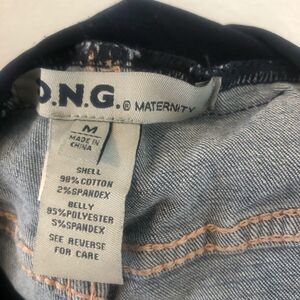 O.N.G.® MATERNITY
M
MADE IN
CHINA
SHELL
98% COTTON
2% SPANDEX
BELLY
95% POLYESTER
5% SPANDEX
SEE REVERSE
FOR CARE